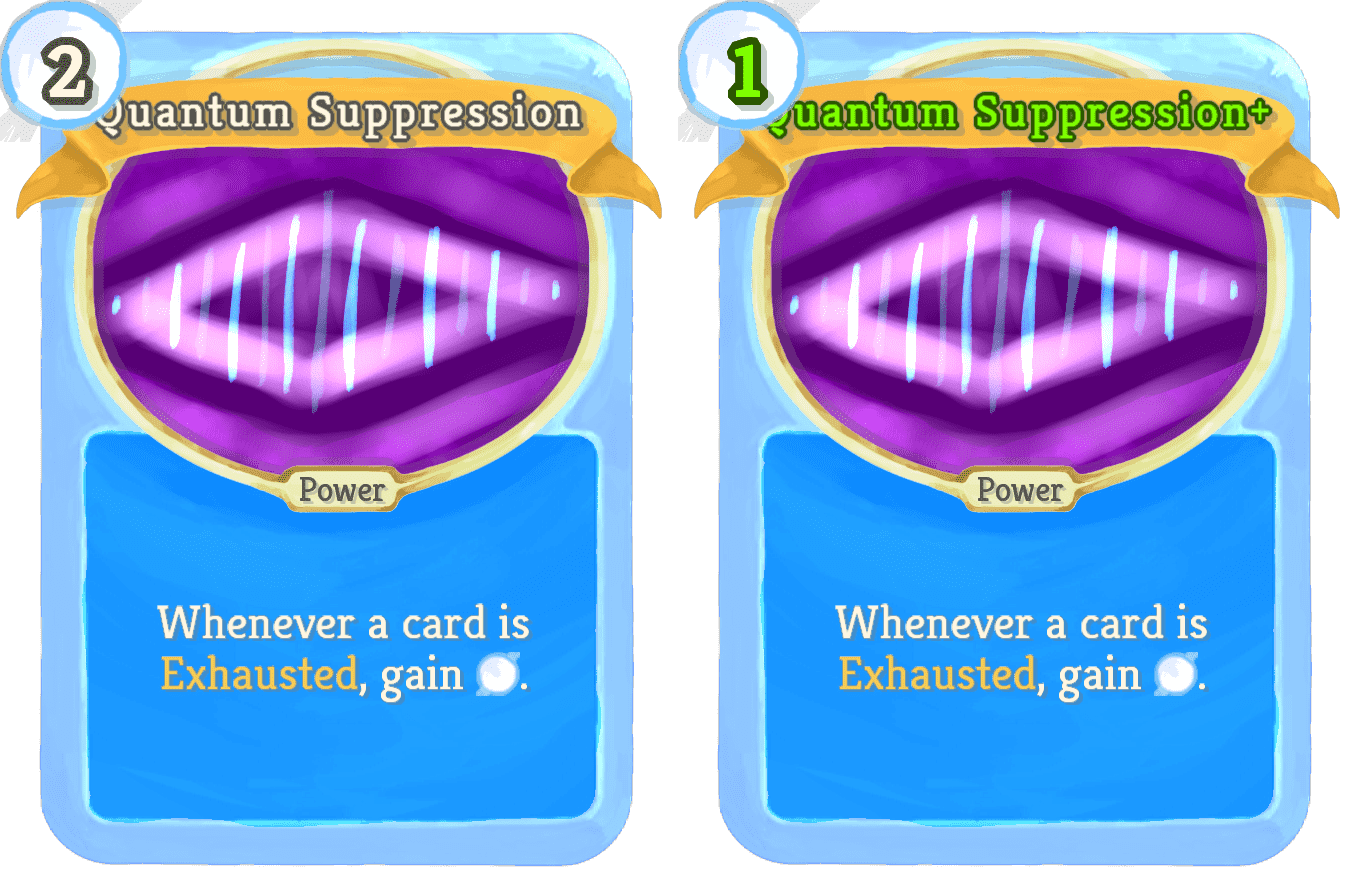 2
Quantum Suppression
Power
Whenever a card is
Exhausted, gain .
1
Quantum Suppression+
Power
Whenever a card is
Exhausted, gain .